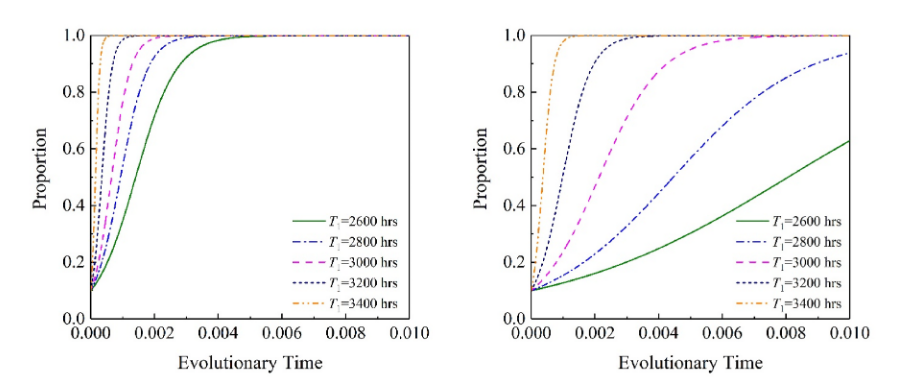 1.0
0.8
0.6
0.4
0.2
0.0
Proportion
T₁=2600 hrs
T₁=2800 hrs
T₁=3000 hrs
T₁=3200 hrs
T₁=3400 hrs
0.000 0.002 0.004 0.006 0.008 0.010
Evolutionary Time
1.0
0.8
0.6
0.4
0.2
0.0
Proportion
T₁=2600 hrs
T₁=2800 hrs
T₁=3000 hrs
T₁=3200 hrs
T₁=3400 hrs
0.000 0.002 0.004 0.006 0.008 0.010
Evolutionary Time